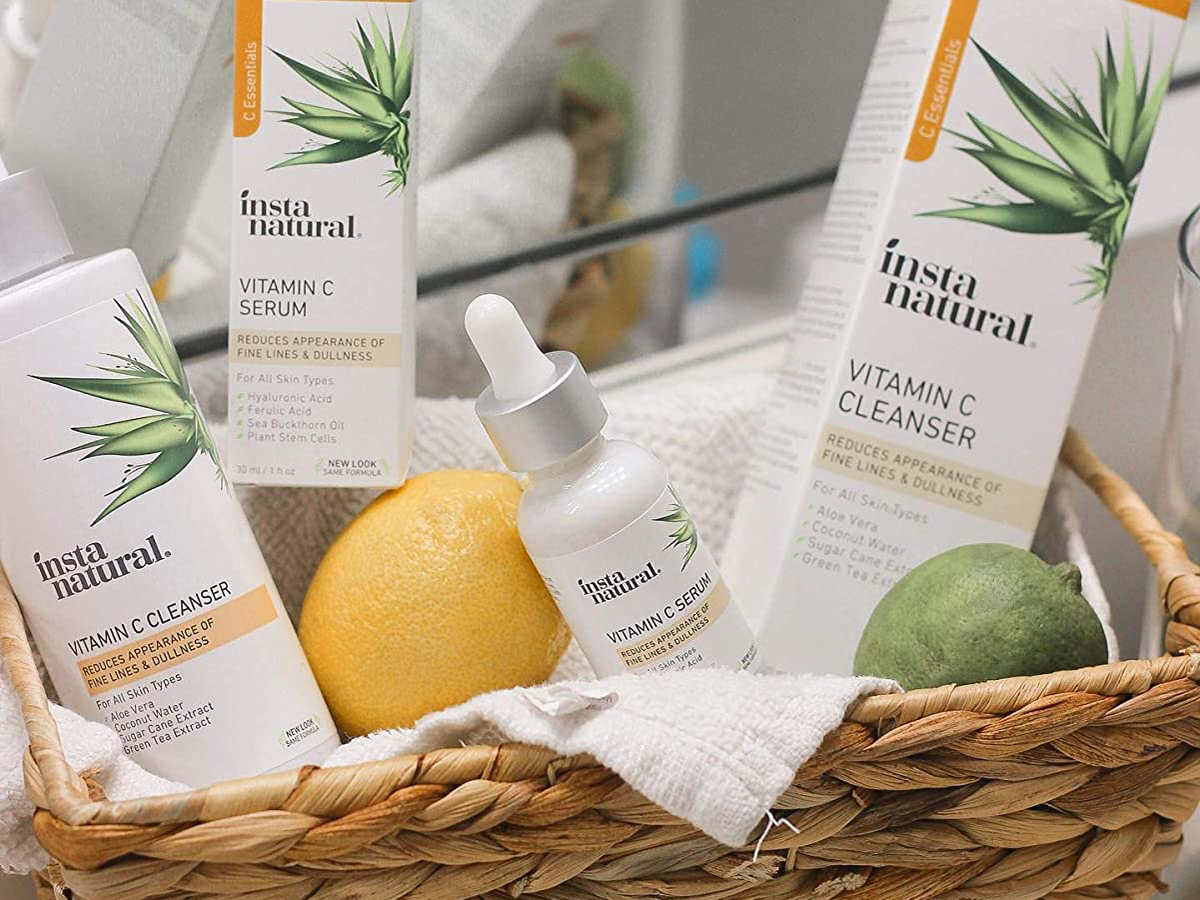 C Essentials
insta
natural®
VITAMIN C
SERUM
REDUCES APPEARANCE OF
FINE LINES & DULLNESS
For All Skin Types
Hyaluronic Acid
Ferulic Acid
Sea Buckthorn Oil
Plant Stem Cells
30 ml / 1 fl oz
NEW LOOK
SAME FORMULA
C Essentials
insta
natural®
VITAMIN C
CLEANSER
REDUCES APPEARANCE OF
FINE LINES & DULLNESS
For All Skin Types
Aloe Vera
Coconut Water
Sugar Cane Extr
Green Tea Extr
insta
natural®
VITAMIN C CLEANSER
REDUCES APPEARANCE OF
FINE LINES & DULLNESS
For All Skin Types
Aloe Vera
Coconut Water
Sugar Cane Extract
Green Tea Extract
NEW LOOK
SAME FORMULA
insta
natural®
VITAMIN C SERUM
REDUCES APPEARANCE OF
FINE LINES & DULLNESS
All Skin Types
Acid